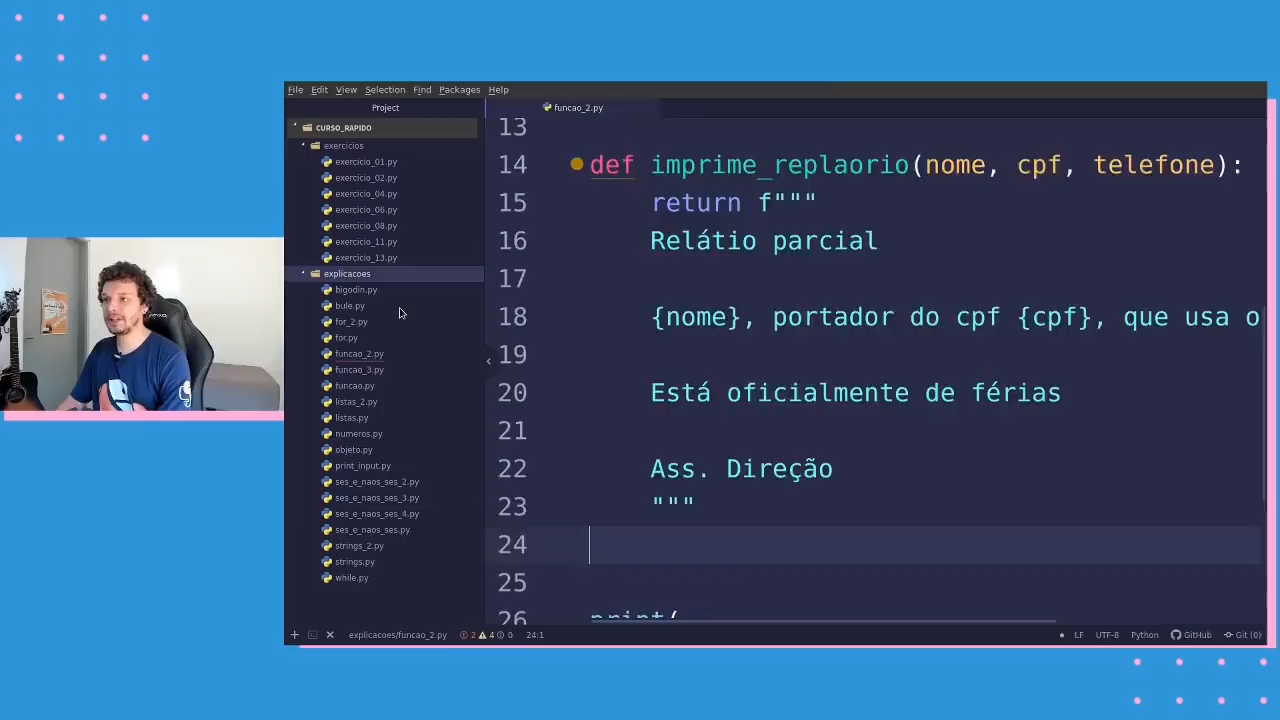 File Edit View Selection Find Packages Help
Project
CURSO_RAPIDO
exercicios
exercicio_01.py
exercicio_02.py
exercicio_04.py
exercicio_06.py
exercicio_08.py
exercicio_11.py
exercicio_13.py
explicacoes
bigodin.py
bule.py
for_2.py
for.py
funcao_2.py
funcao_3.py
funcao.py
listas_2.py
listas.py
numeros.py
objeto.py
print_input.py
ses_e_naos_ses_2.py
ses_e_naos_ses_3.py
ses_e_naos_ses_4.py
ses_e_naos_ses.py
strings_2.py
strings.py
while.py
funcao_2.py
13
14 def imprime_replaorio(nome, cpf, telefone):
15 return f"""
16 Relátio parcial
17
18 {nome}, portador do cpf {cpf}, que usa o
19
20 Está oficialmente de férias
21
22 Ass. Direção
23 """
24
25
26 print(
explicacoes/funcao_2.py 2 4 0 24:1 LF UTF-8 Python GitHub Git (0)